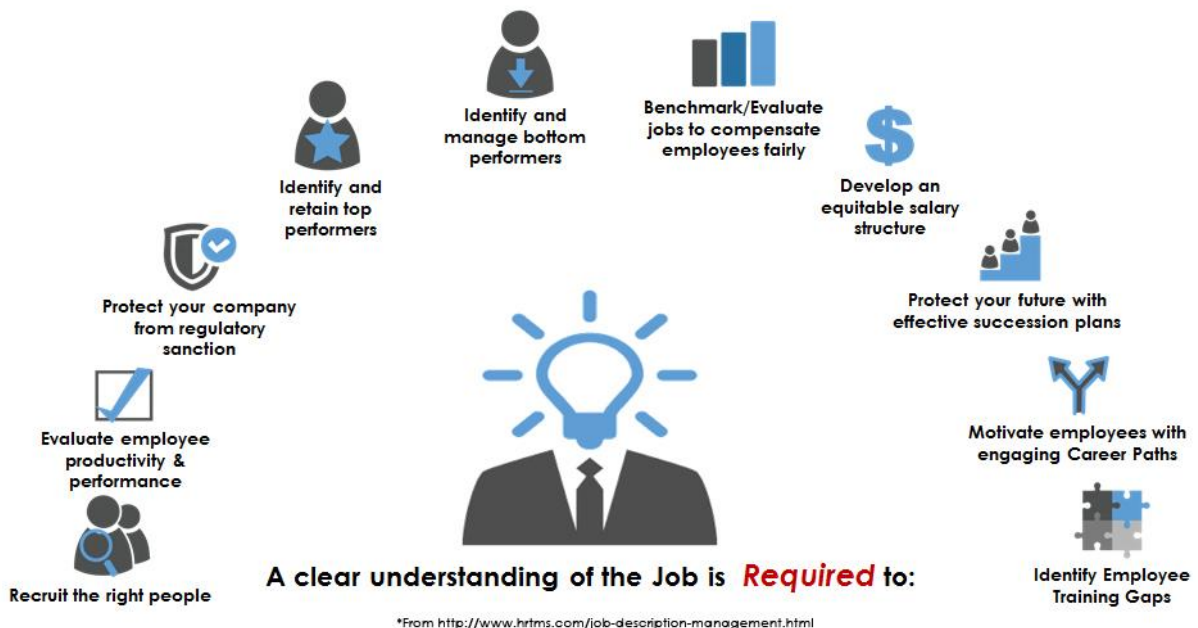 Identify and
manage bottom
performers
Benchmark/Evaluate
jobs to compensate
employees fairly
Identify and
retain top
performers
$
Develop an
equitable salary
structure
Protect your company
from regulatory
sanction
Protect your future with
effective succession plans
Evaluate employee
productivity &
performance
Motivate employees with
engaging Career Paths
Recruit the right people
Identify Employee
Training Gaps
A clear understanding of the Job is Required to:
*From http://www.hrtms.com/job-description-management.html